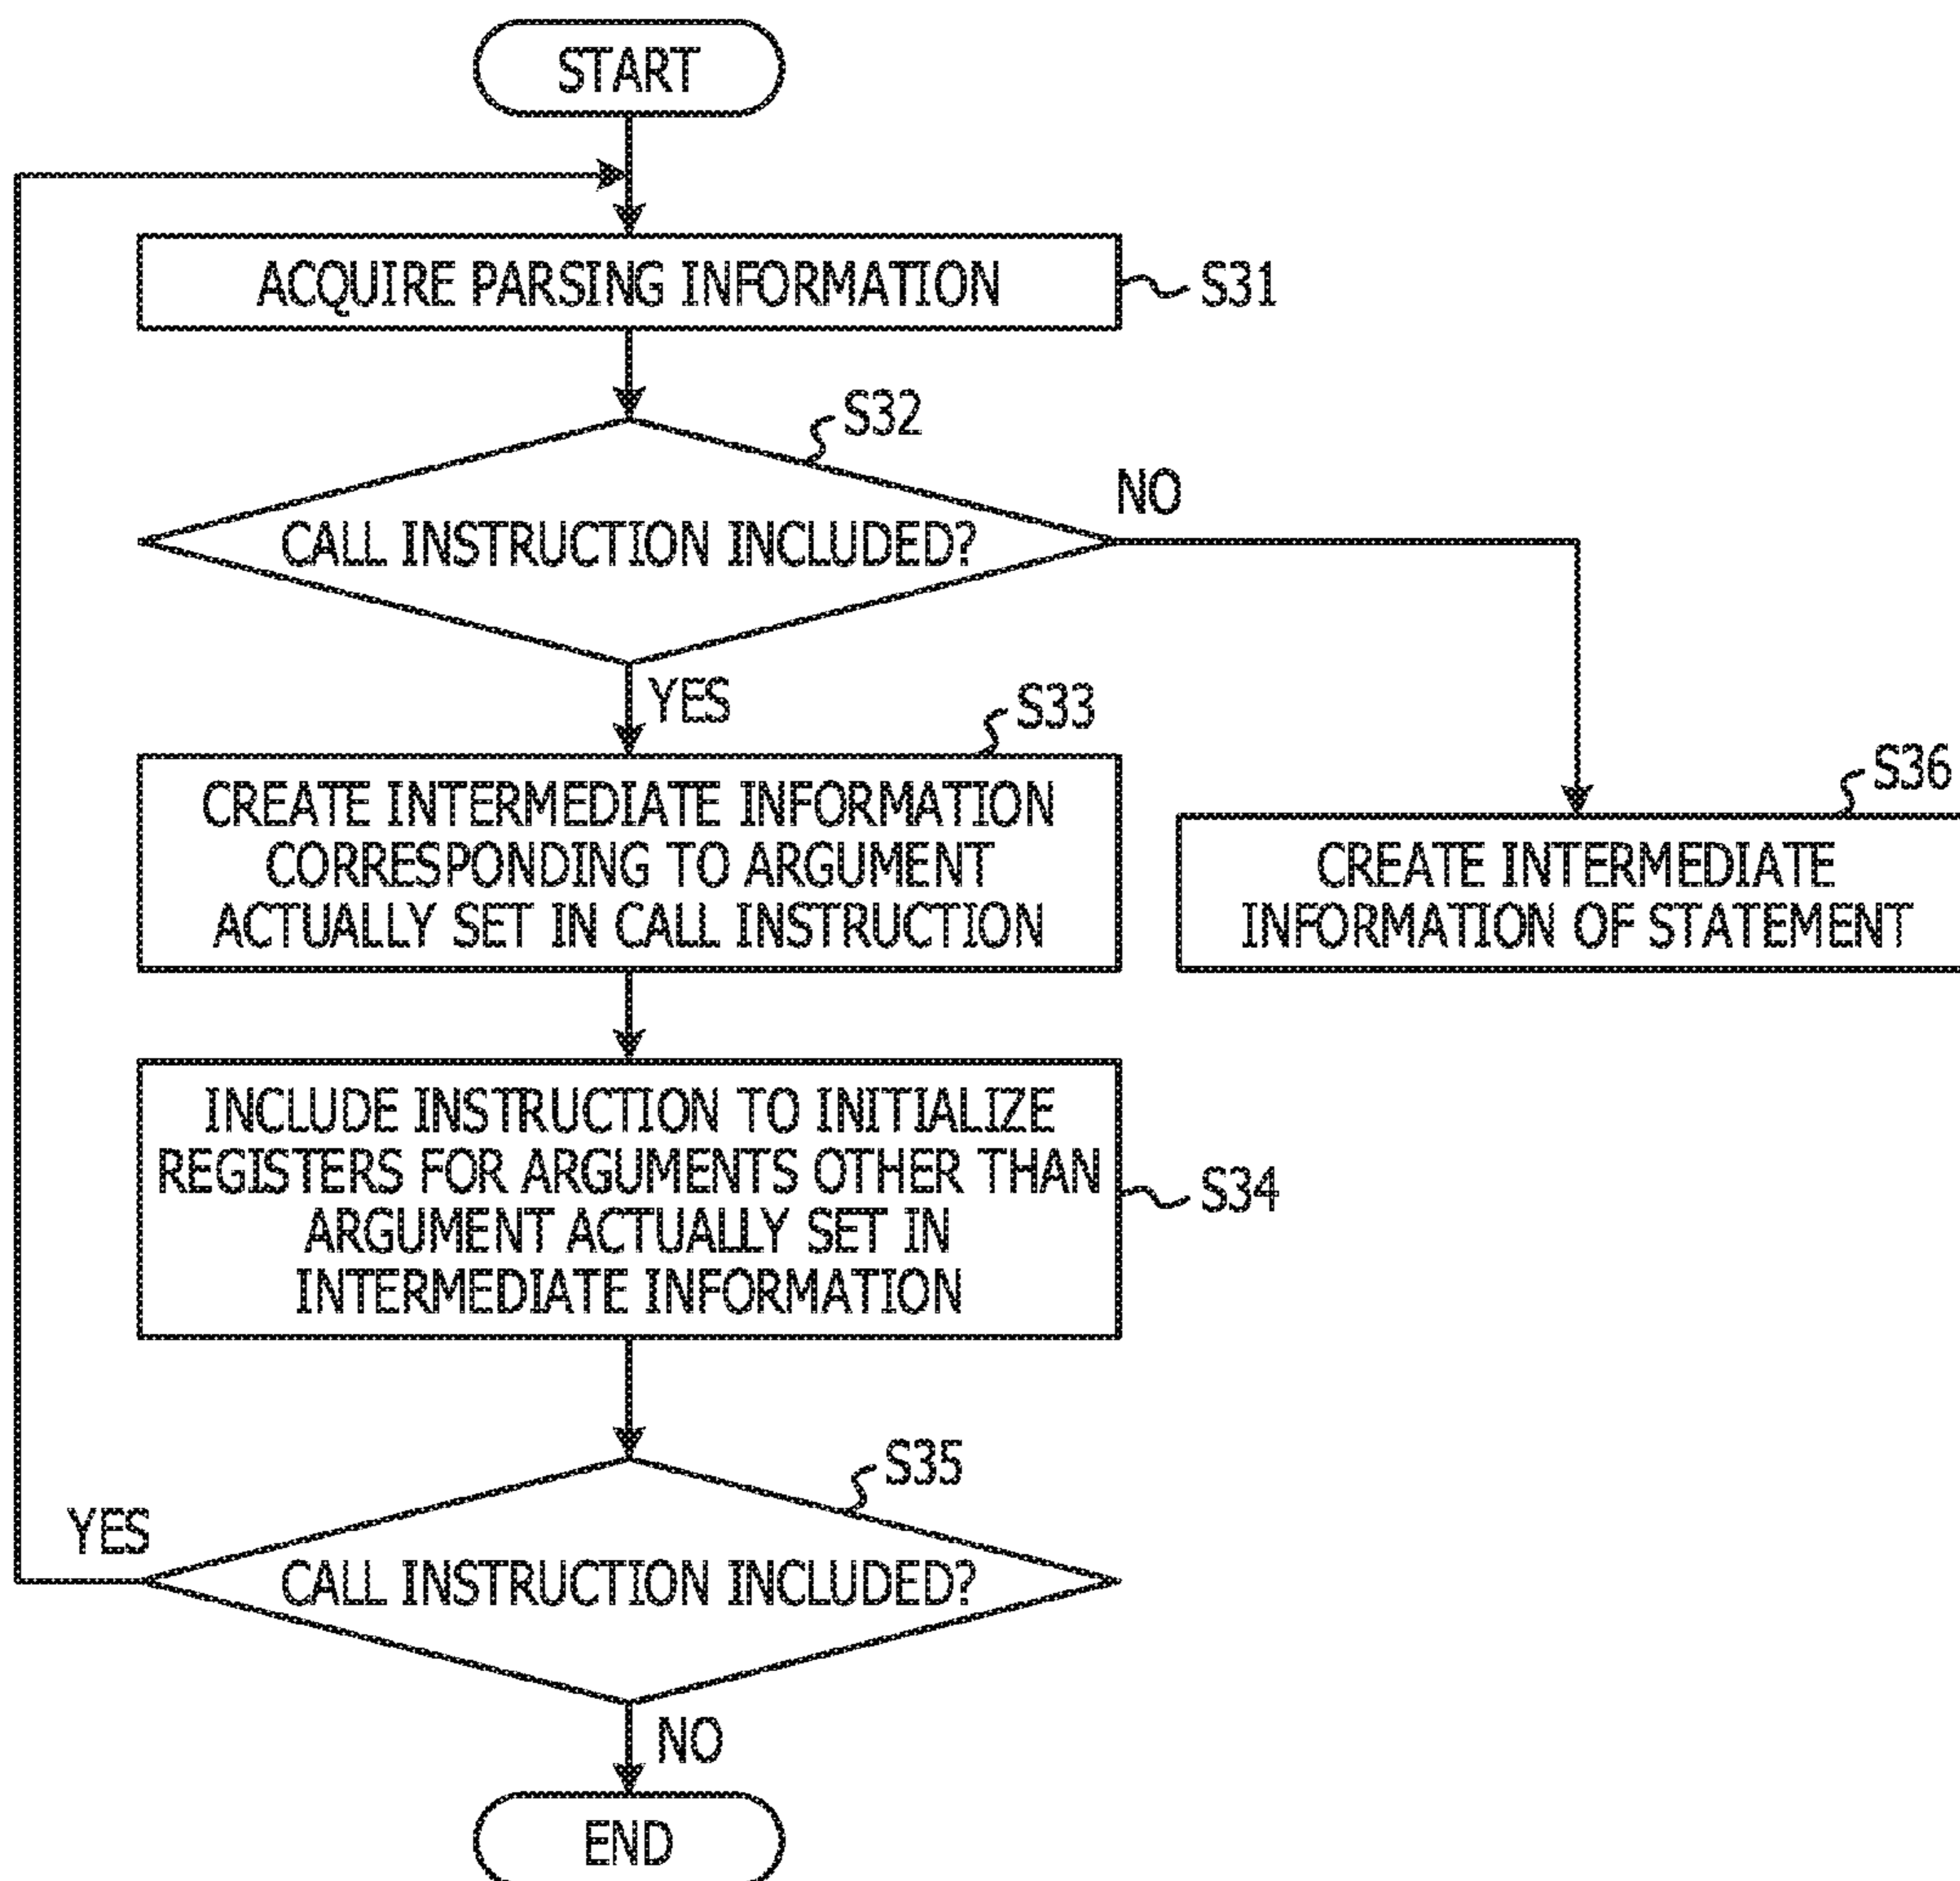 START
ACQUIRE PARSING INFORMATION
S31
S32
CALL INSTRUCTION INCLUDED?
NO
YES
S33
CREATE INTERMEDIATE INFORMATION
CORRESPONDING TO ARGUMENT
ACTUALLY SET IN CALL INSTRUCTION
S36
CREATE INTERMEDIATE
INFORMATION OF STATEMENT
INCLUDE INSTRUCTION TO INITIALIZE
REGISTERS FOR ARGUMENTS OTHER THAN
ARGUMENT ACTUALLY SET IN
INTERMEDIATE INFORMATION
S34
S35
YES
CALL INSTRUCTION INCLUDED?
NO
END